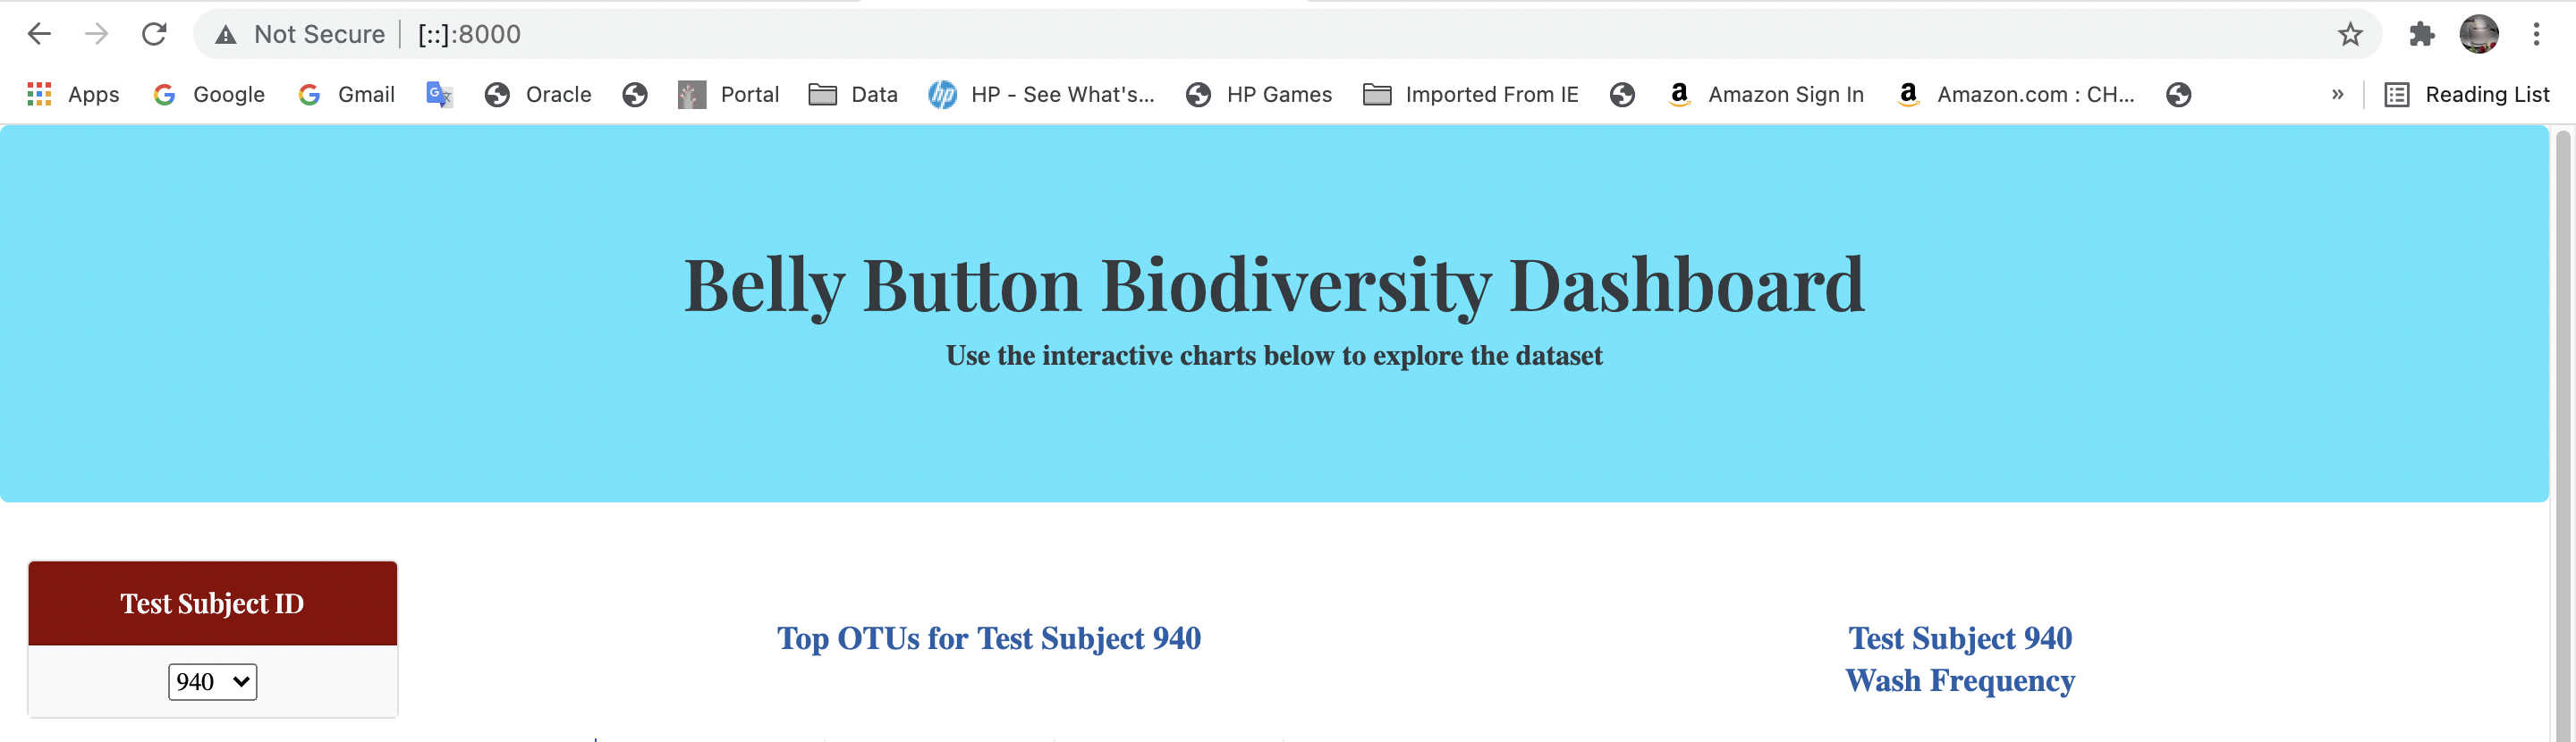 Not Secure [::]:8000
Apps Google Gmail Oracle Portal Data HP - See What's... HP Games Imported From IE Amazon Sign In Amazon.com : CH... » Reading List
Belly Button Biodiversity Dashboard
Use the interactive charts below to explore the dataset
Test Subject ID
940
Top OTUs for Test Subject 940
Test Subject 940
Wash Frequency